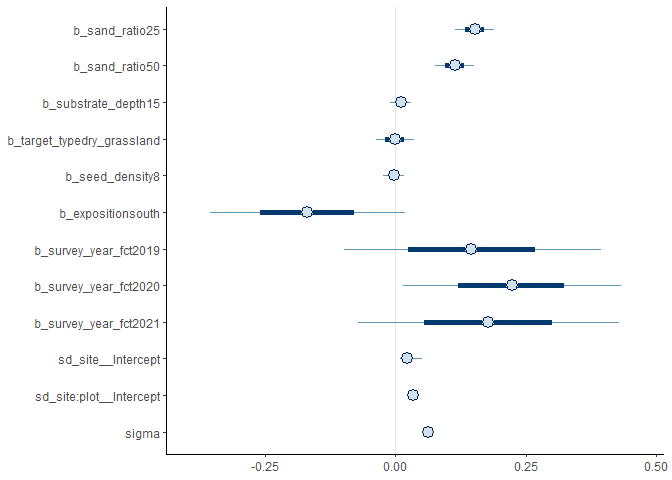 b_sand_ratio25
b_sand_ratio50
b_substrate_depth15
b_target_typedry_grassland
b_seed_density8
b_expositionsouth
b_survey_year_fct2019
b_survey_year_fct2020
b_survey_year_fct2021
sd_site__Intercept
sd_site:plot__Intercept
sigma
-0.25 0.00 0.25 0.50